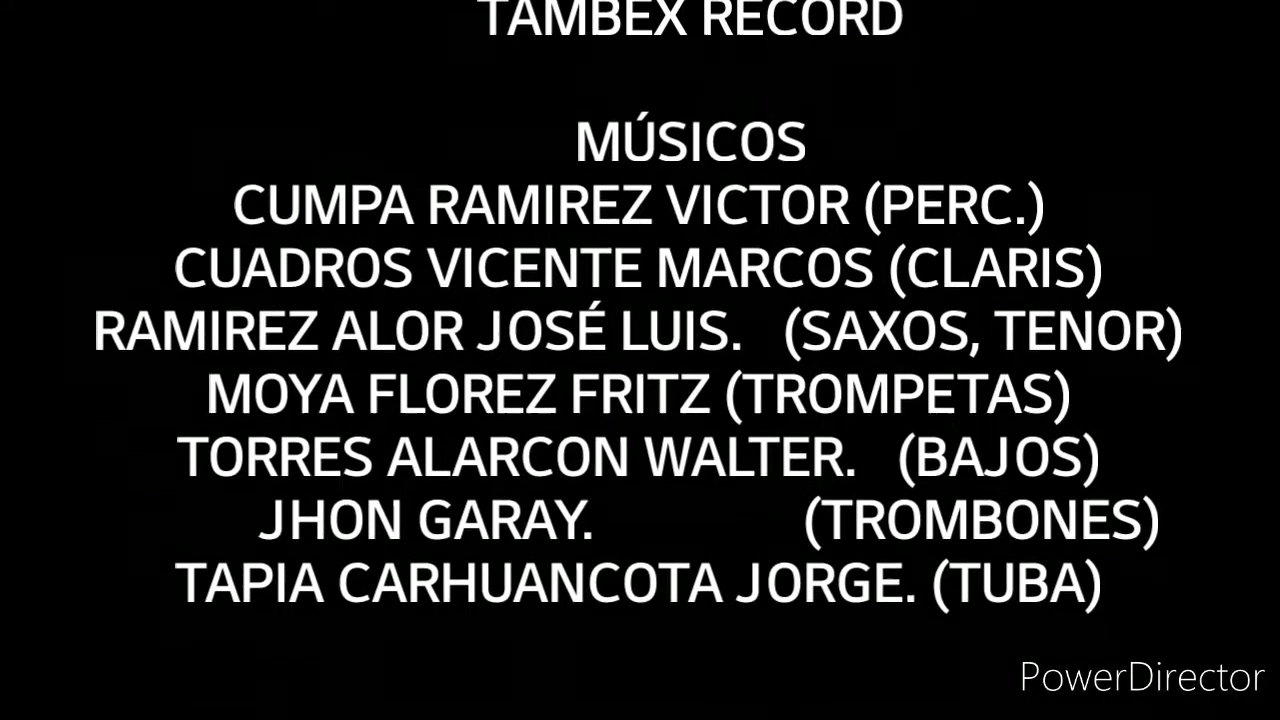 TAMBEX RECORD
MÚSICOS
CUMPA RAMIREZ VICTOR (PERC.)
CUADROS VICENTE MARCOS (CLARIS)
RAMIREZ ALOR JOSÉ LUIS. (SAXOS, TENOR)
MOYA FLOREZ FRITZ (TROMPETAS)
TORRES ALARCON WALTER. (BAJOS)
JHON GARAY. (TROMBONES)
TAPIA CARHUANCOTA JORGE. (TUBA)
PowerDirector